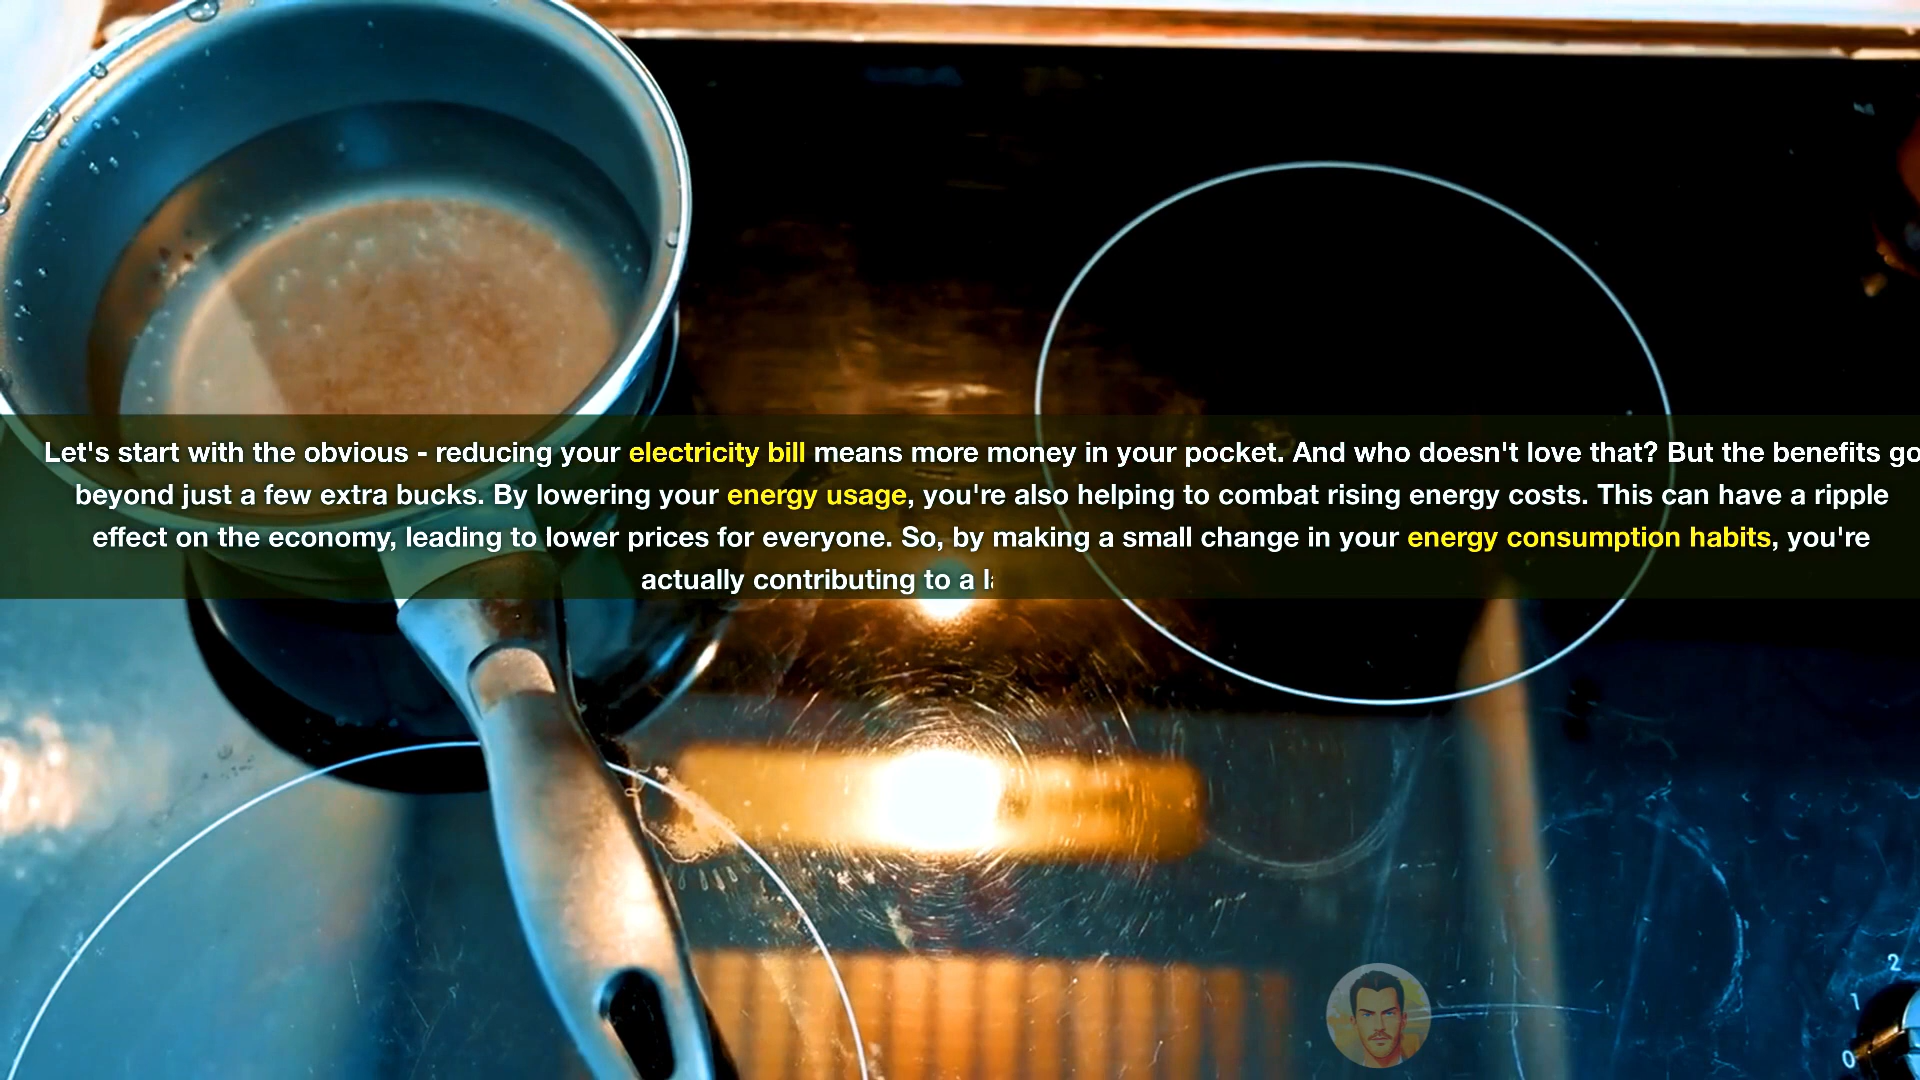 Let's start with the obvious - reducing your electricity bill means more money in your pocket. And who doesn't love that? But the benefits go
beyond just a few extra bucks. By lowering your energy usage, you're also helping to combat rising energy costs. This can have a ripple
effect on the economy, leading to lower prices for everyone. So, by making a small change in your energy consumption habits, you're
actually contributing to a
2
1
0